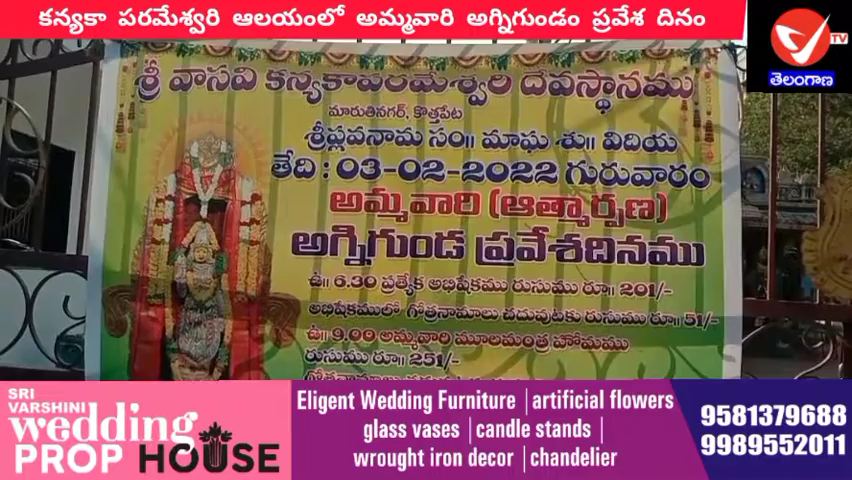 కన్యకా పరమేశ్వరి ఆలయంలో అమ్మవారి అగ్నిగుండం ప్రవేశ దినం
TV
తెలంగాణ
శ్రీ వాసవి కన్యకాపరమేశ్వరి దేవస్థానము
మారుతినగర్, కొత్తపేట
శ్రీప్లవనామ సం॥ మాఘ శు॥ విదియ
తేది : 03-02-2022 గురువారం
అమ్మవారి (ఆత్మార్పణ)
అగ్నిగుండ ప్రవేశదినము
ఉ॥ 6.30 ప్రత్యేక అభిషేకము రుసుము రూ॥ 201/-
అభిషేకములో గోత్రనామాలు చదువుటకు రుసుము రూ॥ 51/-
ఉ॥ 9.00 అమ్మవారి మూలమంత్ర హోమము
రుసుము రూ॥ 251/-
SRI
VARSHINI
wedding
PROP HOUSE
Eligent Wedding Furniture | artificial flowers
glass vases | candle stands |
wrought iron decor | chandelier
9581379688
9989552011